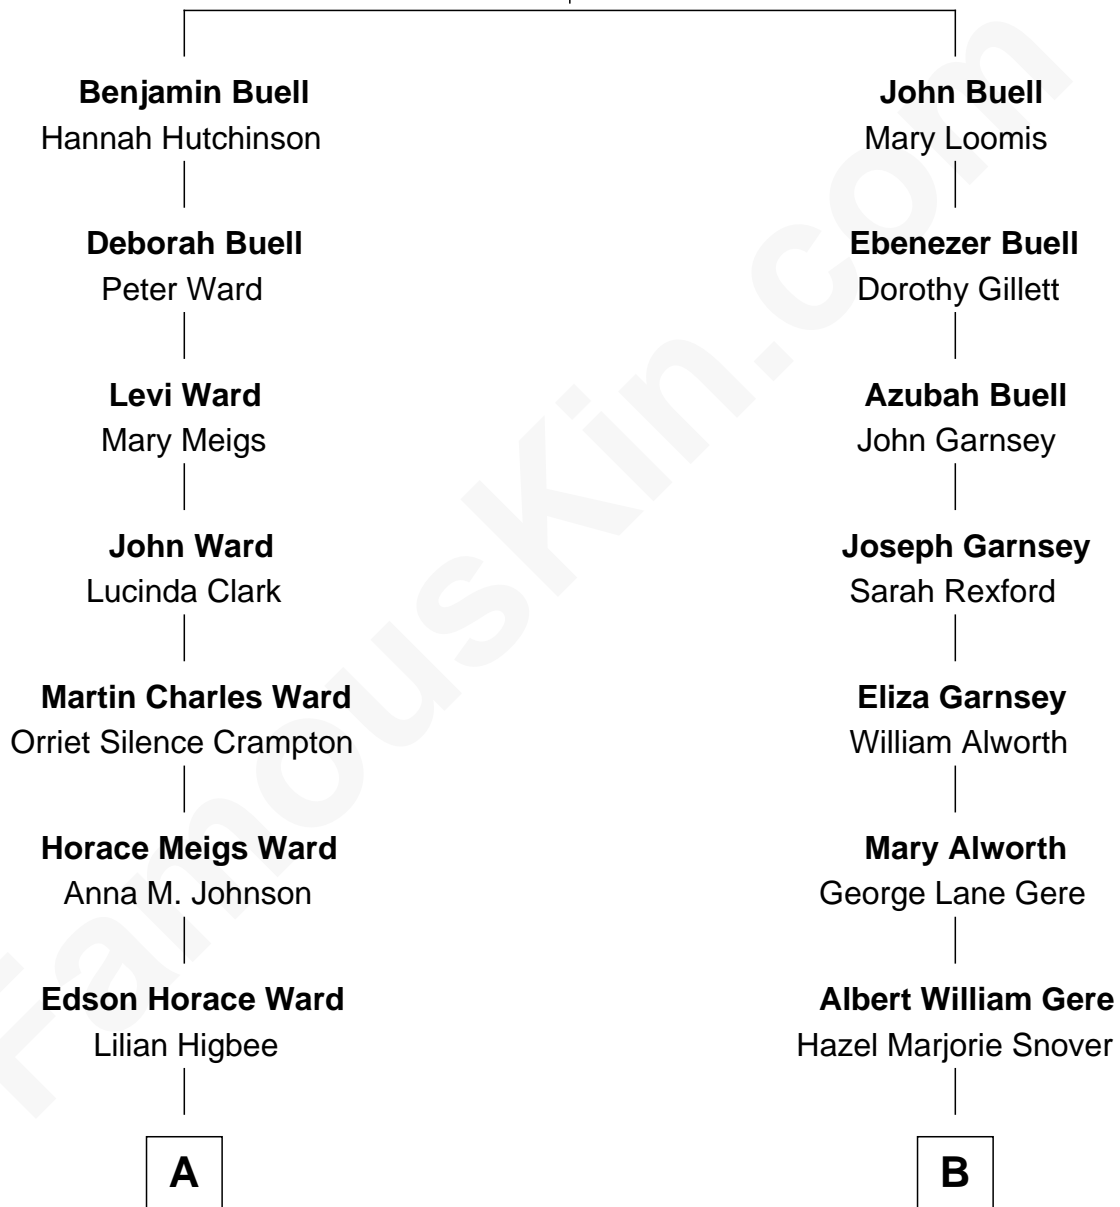 Benjamin Buell
Hannah Hutchinson
Deborah Buell
Peter Ward
Levi Ward
Mary Meigs
John Ward
Lucinda Clark
Martin Charles Ward
Orriet Silence Crampton
Horace Meigs Ward
Anna M. Johnson
Edson Horace Ward
Lilian Higbee
A
John Buell
Mary Loomis
Ebenezer Buell
Dorothy Gillett
Azubah Buell
John Garnsey
Joseph Garnsey
Sarah Rexford
Eliza Garnsey
William Alworth
Mary Alworth
George Lane Gere
Albert William Gere
Hazel Marjorie Snover
B
FamousKin.com